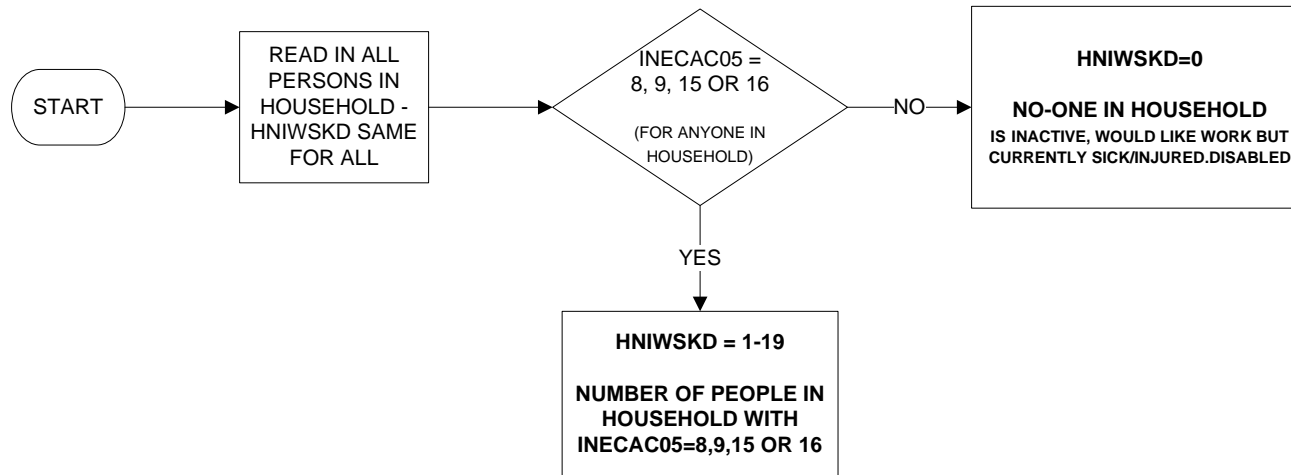 START
READ IN ALL
PERSONS IN
HOUSEHOLD -
HNIWSKD SAME
FOR ALL
INECAC05 =
8, 9, 15 OR 16
(FOR ANYONE IN
HOUSEHOLD)
NO
HNIWSKD=0
NO-ONE IN HOUSEHOLD
IS INACTIVE, WOULD LIKE WORK BUT
CURRENTLY SICK/INJURED.DISABLED
YES
HNIWSKD = 1-19
NUMBER OF PEOPLE IN
HOUSEHOLD WITH
INECAC05=8,9,15 OR 16